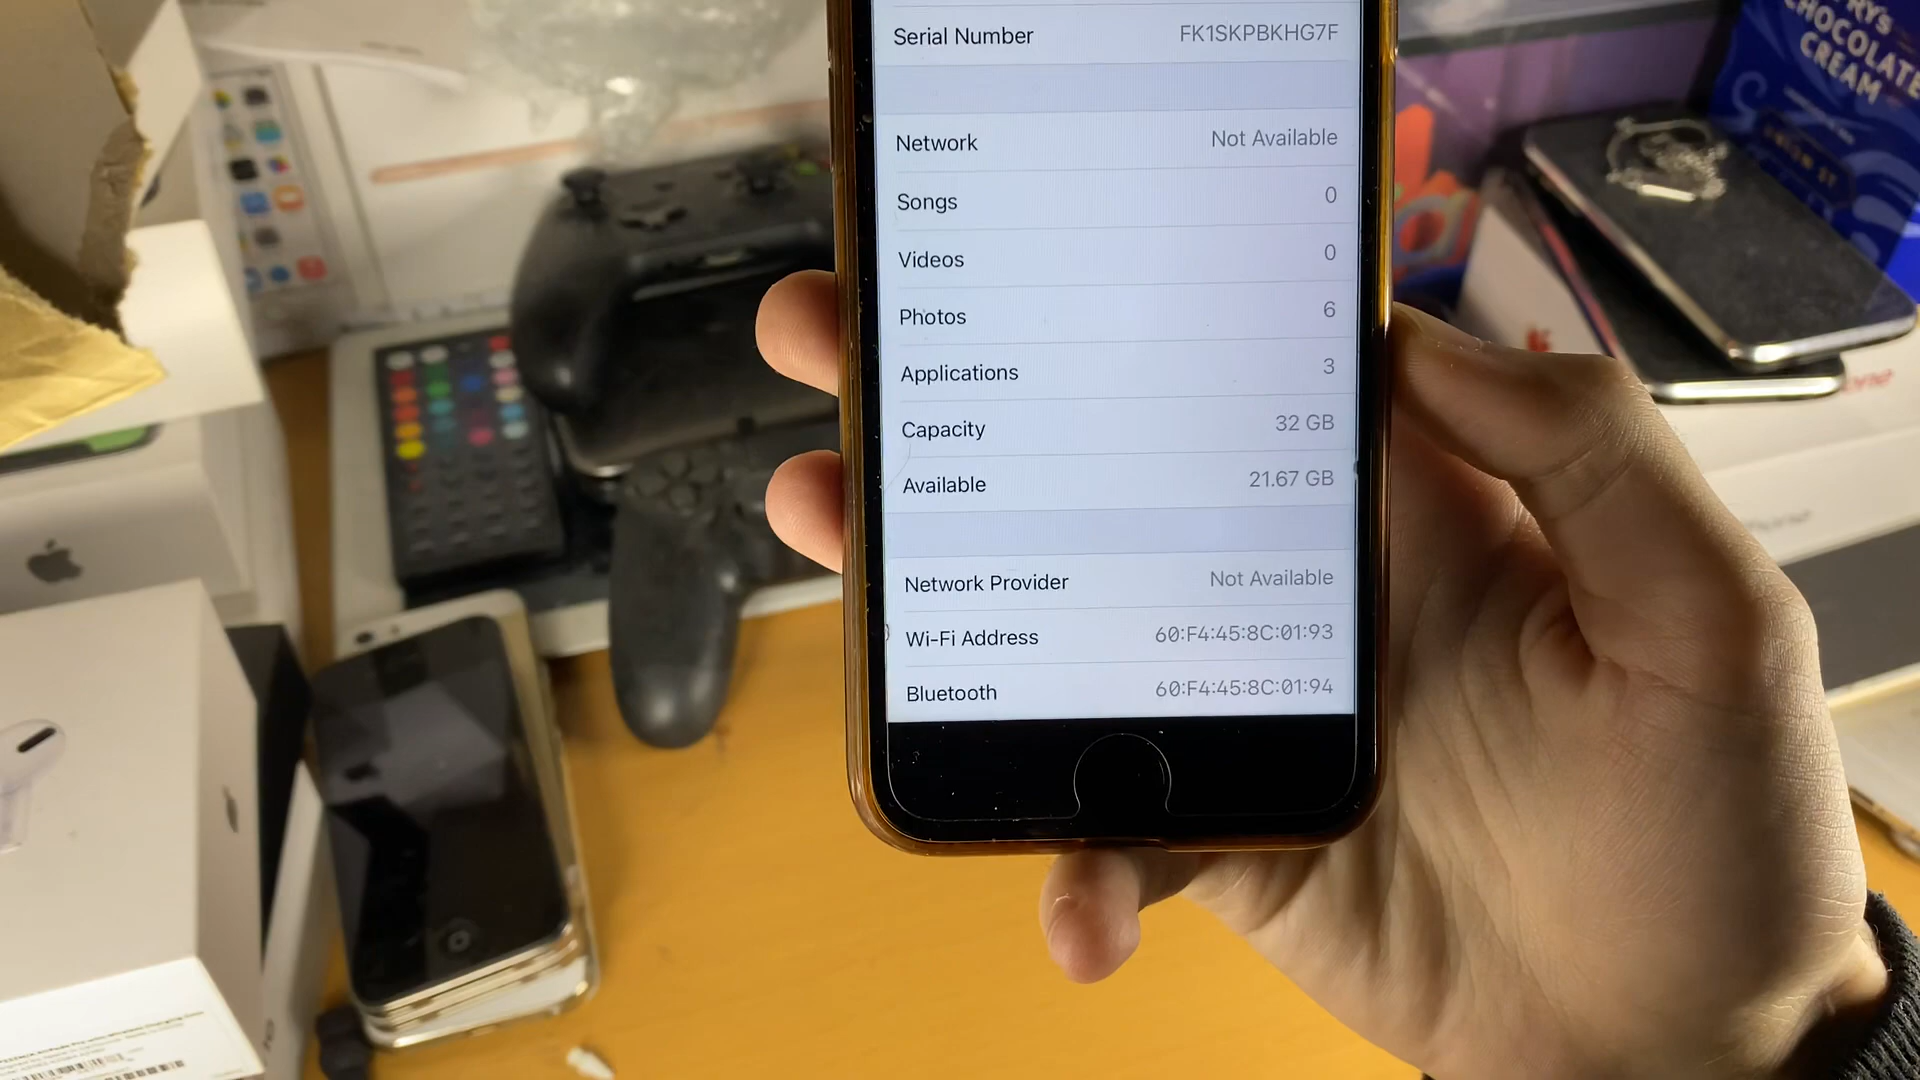 Serial Number FK1SKPBKHG7F
Network Not Available
Songs 0
Videos 0
Photos 6
Applications 3
Capacity 32 GB
Available 21.67 GB
Network Provider Not Available
Wi-Fi Address 60:F4:45:8C:01:93
Bluetooth 60:F4:45:8C:01:94
CHOCOLATE
CREAM